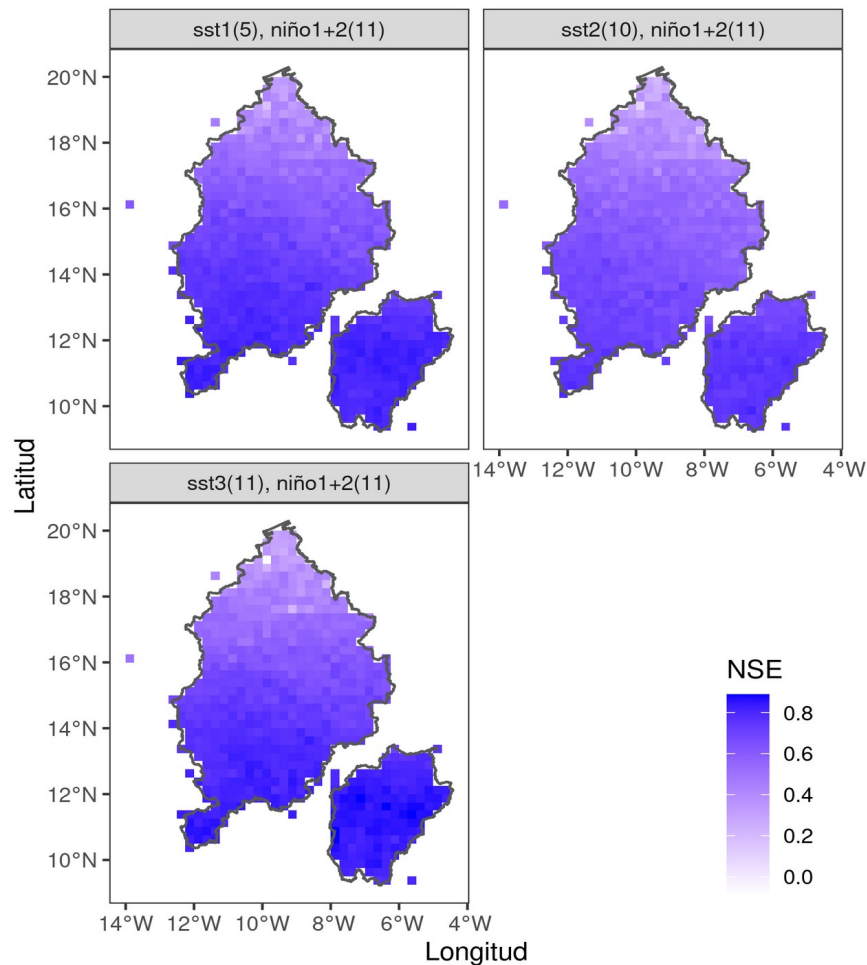 sst1(5), niño1+2(11)
sst2(10), niño1+2(11)
20°N
18°N
16°N
14°N
12°N
10°N
14°W 12°W 10°W 8°W 6°W 4°W
sst3(11), niño1+2(11)
20°N
18°N
16°N
14°N
12°N
10°N
14°W 12°W 10°W 8°W 6°W 4°W
Latitud
Longitud
NSE
0.8
0.6
0.4
0.2
0.0